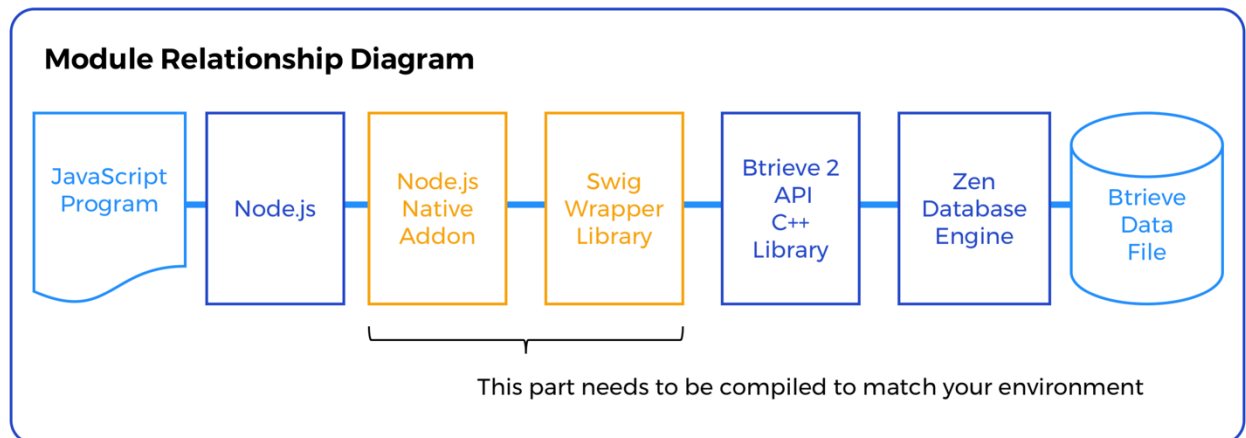 Module Relationship Diagram
JavaScript
Program
Node.js
Node.js
Native
Addon
Swig
Wrapper
Library
Btrieve 2
API
C++
Library
Zen
Database
Engine
Btrieve
Data
File
This part needs to be compiled to match your environment